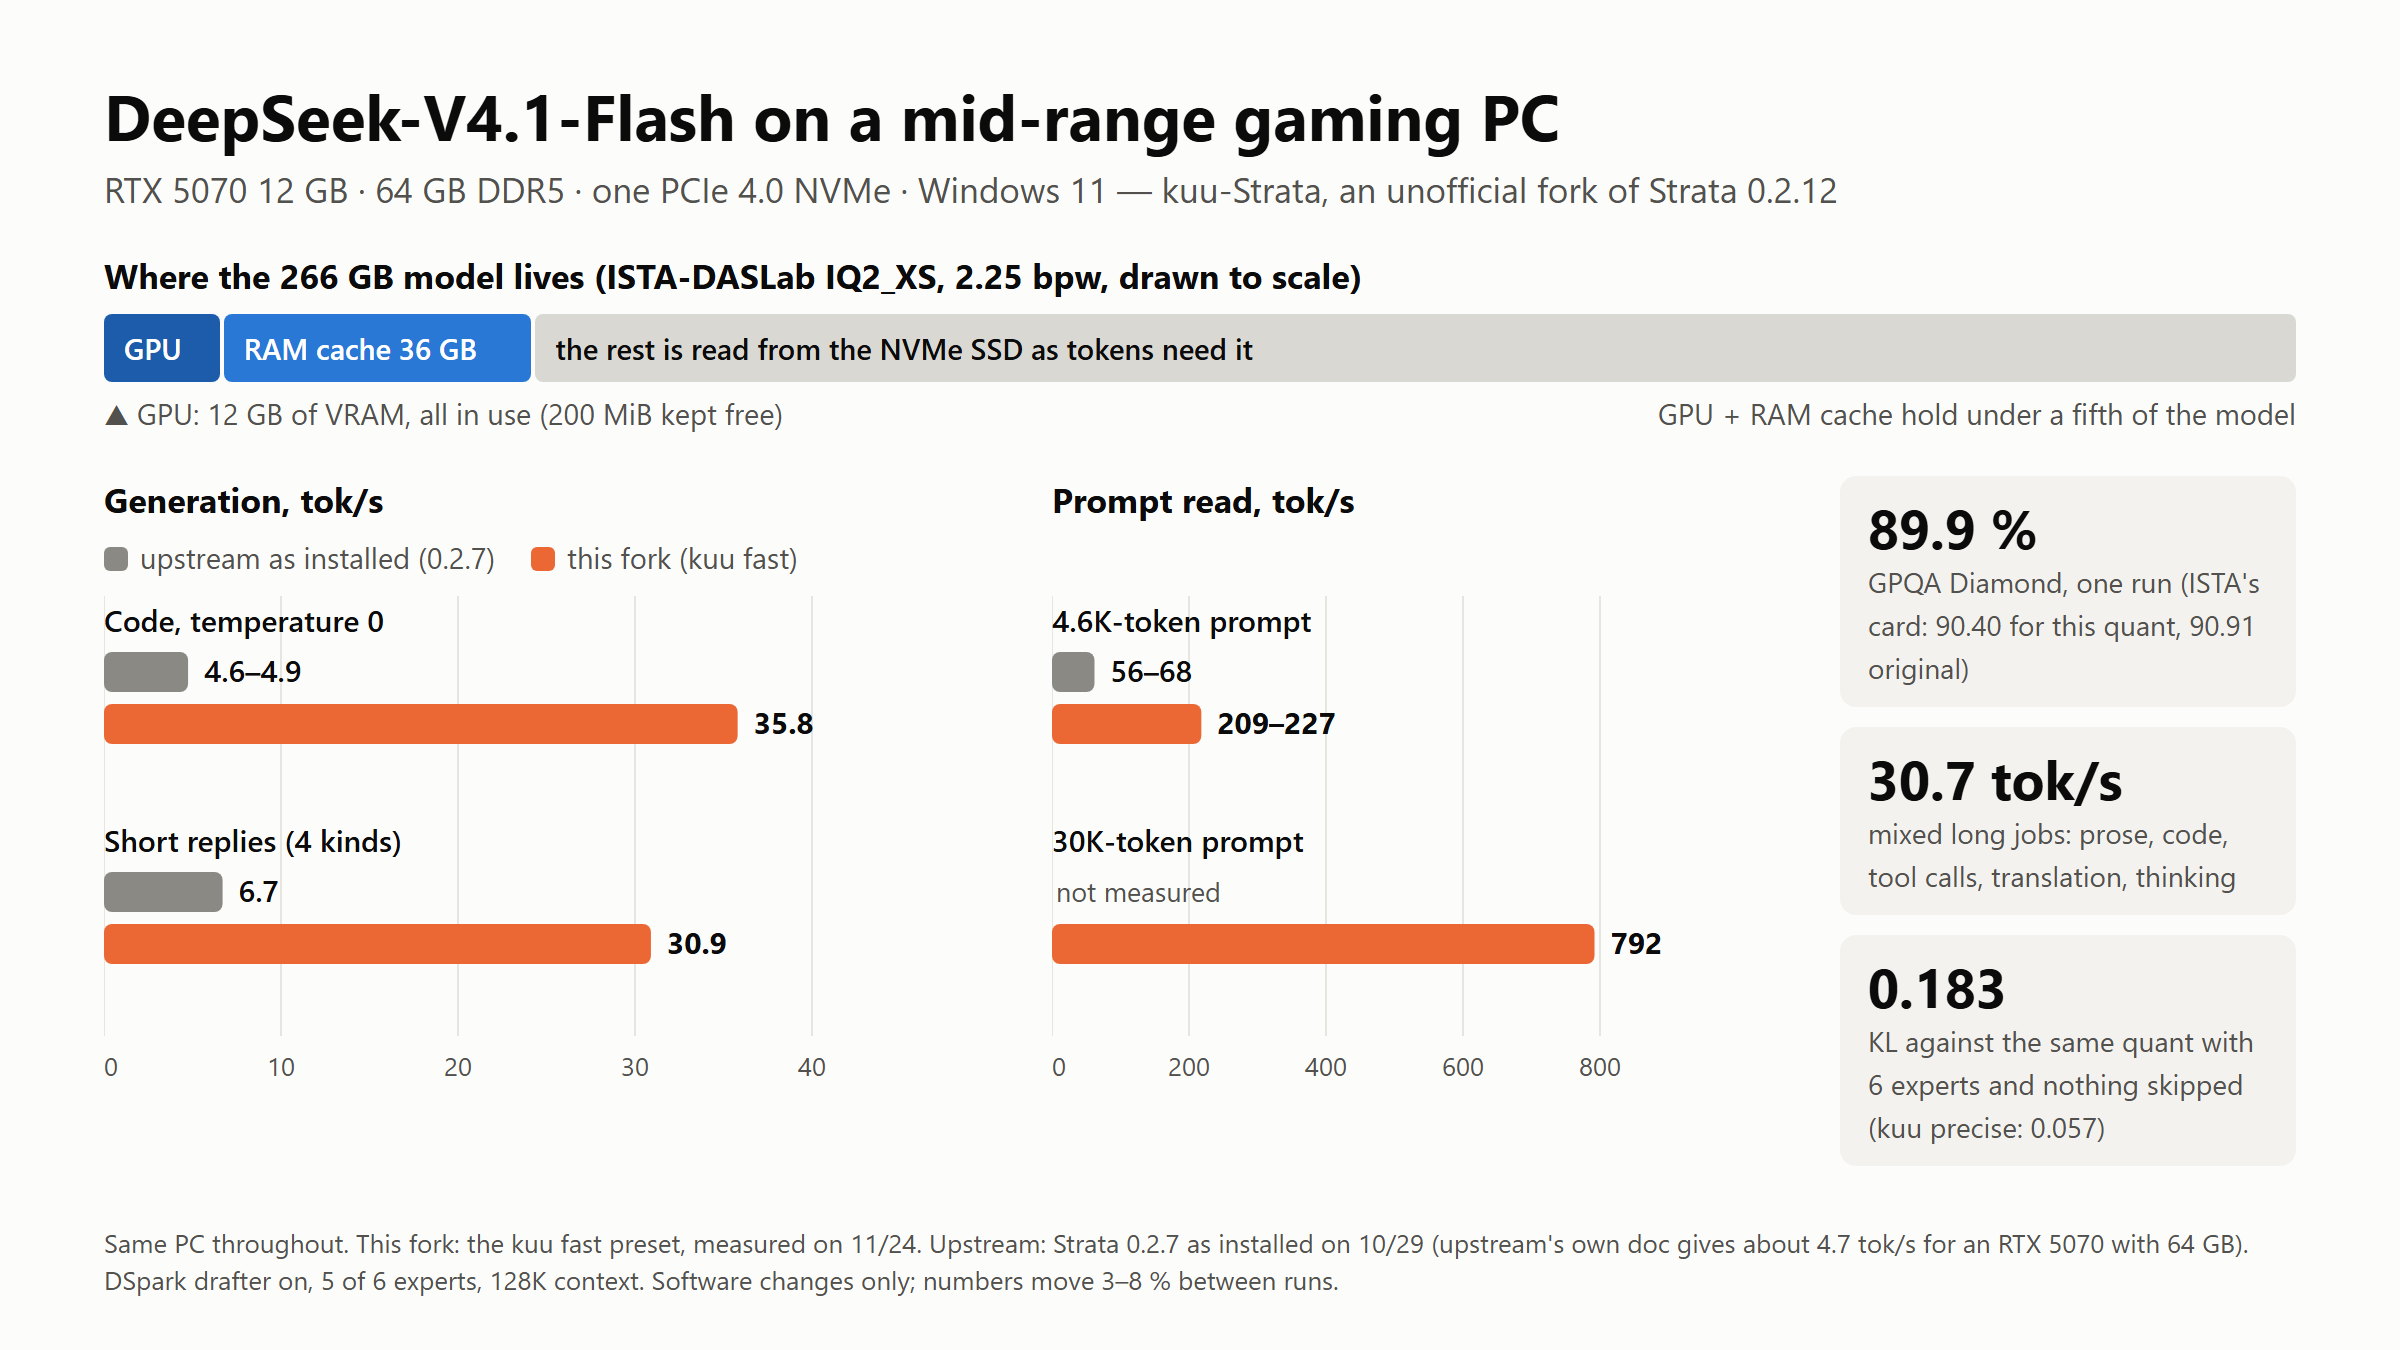 DeepSeek-V4.1-Flash on a mid-range gaming PC
RTX 5070 12 GB · 64 GB DDR5 · one PCIe 4.0 NVMe · Windows 11 — kuu-Strata, an unofficial fork of Strata 0.2.12
Where the 266 GB model lives (ISTA-DASLab IQ2_XS, 2.25 bpw, drawn to scale)
GPU
RAM cache 36 GB
the rest is read from the NVMe SSD as tokens need it
▲ GPU: 12 GB of VRAM, all in use (200 MiB kept free)
GPU + RAM cache hold under a fifth of the model
Generation, tok/s
upstream as installed (0.2.7)
this fork (kuu fast)
Code, temperature 0
4.6–4.9
35.8
Short replies (4 kinds)
6.7
30.9
0 10 20 30 40
Prompt read, tok/s
4.6K-token prompt
56–68
209–227
30K-token prompt
not measured
792
0 200 400 600 800
89.9 %
GPQA Diamond, one run (ISTA's
card: 90.40 for this quant, 90.91
original)
30.7 tok/s
mixed long jobs: prose, code,
tool calls, translation, thinking
0.183
KL against the same quant with
6 experts and nothing skipped
(kuu precise: 0.057)
Same PC throughout. This fork: the kuu fast preset, measured on 11/24. Upstream: Strata 0.2.7 as installed on 10/29 (upstream's own doc gives about 4.7 tok/s for an RTX 5070 with 64 GB).
DSpark drafter on, 5 of 6 experts, 128K context. Software changes only; numbers move 3–8 % between runs.